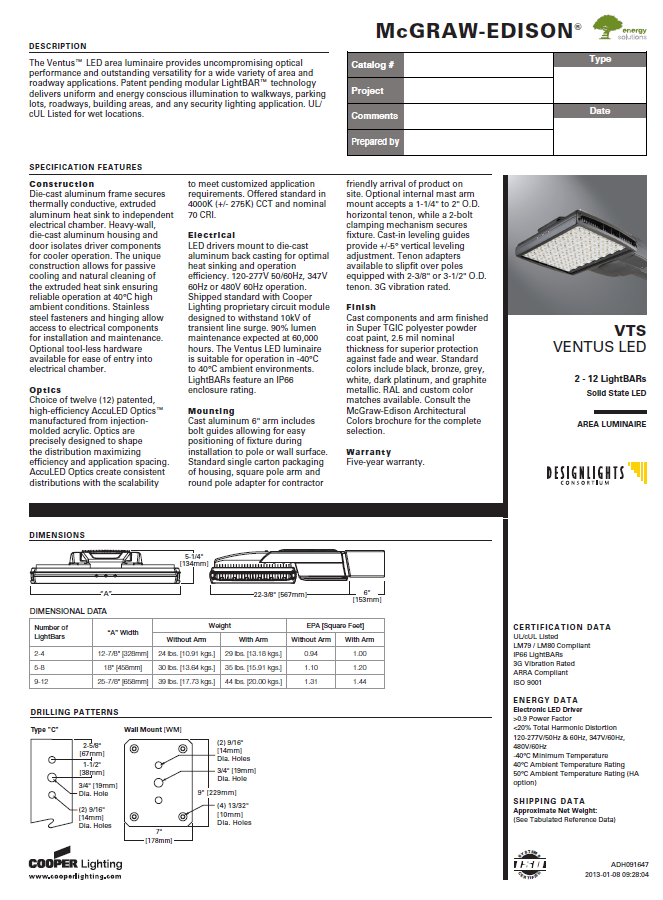 McGRAW-EDISON®
energy
solutions
DESCRIPTION
The Ventus™ LED area luminaire provides uncompromising optical
performance and outstanding versatility for a wide variety of area and
roadway applications. Patent pending modular LightBAR™ technology
delivers uniform and energy conscious illumination to walkways, parking
lots, roadways, building areas, and any security lighting application. UL/
cUL Listed for wet locations.
Catalog #
Project
Comments
Prepared by
Type
Date
SPECIFICATION FEATURES
Construction
Die-cast aluminum frame secures
thermally conductive, extruded
aluminum heat sink to independent
electrical chamber. Heavy-wall,
die-cast aluminum housing and
door isolates driver components
for cooler operation. The unique
construction allows for passive
cooling and natural cleaning of
the extruded heat sink ensuring
reliable operation at 40°C high
ambient conditions. Stainless
steel fasteners and hinging allow
access to electrical components
for installation and maintenance.
Optional tool-less hardware
available for ease of entry into
electrical chamber.
Optics
Choice of twelve (12) patented,
high-efficiency AccuLED Optics™
manufactured from injection-
molded acrylic. Optics are
precisely designed to shape
the distribution maximizing
efficiency and application spacing.
AccuLED Optics create consistent
distributions with the scalability
to meet customized application
requirements. Offered standard in
4000K (+/- 275K) CCT and nominal
70 CRI.
Electrical
LED drivers mount to die-cast
aluminum back casting for optimal
heat sinking and operation
efficiency. 120-277V 50/60Hz, 347V
60Hz or 480V 60Hz operation.
Shipped standard with Cooper
Lighting proprietary circuit module
designed to withstand 10kV of
transient line surge. 90% lumen
maintenance expected at 60,000
hours. The Ventus LED luminaire
is suitable for operation in -40°C
to 40°C ambient environments.
LightBARs feature an IP66
enclosure rating.
Mounting
Cast aluminum 6" arm includes
bolt guides allowing for easy
positioning of fixture during
installation to pole or wall surface.
Standard single carton packaging
of housing, square pole arm and
round pole adapter for contractor
friendly arrival of product on
site. Optional internal mast arm
mount accepts a 1-1/4" to 2" O.D.
horizontal tenon, while a 2-bolt
clamping mechanism secures
fixture. Cast-in leveling guides
provide +/-5° vertical leveling
adjustment. Tenon adapters
available to slipfit over poles
equipped with 2-3/8" or 3-1/2" O.D.
tenon. 3G vibration rated.
Finish
Cast components and arm finished
in Super TGIC polyester powder
coat paint, 2.5 mil nominal
thickness for superior protection
against fade and wear. Standard
colors include black, bronze, grey,
white, dark platinum, and graphite
metallic. RAL and custom color
matches available. Consult the
McGraw-Edison Architectural
Colors brochure for the complete
selection.
Warranty
Five-year warranty.
VTS
VENTUS LED
2 - 12 LightBARs
Solid State LED
AREA LUMINAIRE
DESIGNLIGHTS
CONSORTIUM
DIMENSIONS
5-1/4"
[134mm]
"A"
22-3/8" [567mm]
6"
[153mm]
DIMENSIONAL DATA
Number of LightBars "A" Width Weight EPA [Square Feet]
Without Arm With Arm Without Arm With Arm
2-4 12-7/8" [328mm] 24 lbs. [10.91 kgs.] 29 lbs. [13.18 kgs.] 0.94 1.00
5-8 18" [458mm] 30 lbs. [13.64 kgs.] 35 lbs. [15.91 kgs.] 1.10 1.20
9-12 25-7/8" [658mm] 39 lbs. [17.73 kgs.] 44 lbs. [20.00 kgs.] 1.31 1.44
DRILLING PATTERNS
Type "C"
2-5/8"
[67mm]
1-1/2"
[38mm]
3/4" [19mm]
Dia. Hole
(2) 9/16"
[14mm]
Dia. Holes
Wall Mount [WM]
(2) 9/16"
[14mm]
Dia. Holes
3/4" [19mm]
Dia. Hole
9" [229mm]
(4) 13/32"
[10mm]
Dia. Holes
7"
[178mm]
CERTIFICATION DATA
UL/cUL Listed
LM79 / LM80 Compliant
IP66 LightBARs
3G Vibration Rated
ARRA Compliant
ISO 9001
ENERGY DATA
Electronic LED Driver
>0.9 Power Factor
<20% Total Harmonic Distortion
120-277V/50Hz & 60Hz, 347V/60Hz,
480V/60Hz
-40°C Minimum Temperature
40°C Ambient Temperature Rating
50°C Ambient Temperature Rating (HA
option)
SHIPPING DATA
Approximate Net Weight:
(See Tabulated Reference Data)
COOPER Lighting
www.cooperlighting.com
SYSTEMS
ISO
CERTIFIED
ADH091647
2013-01-08 09:28:04